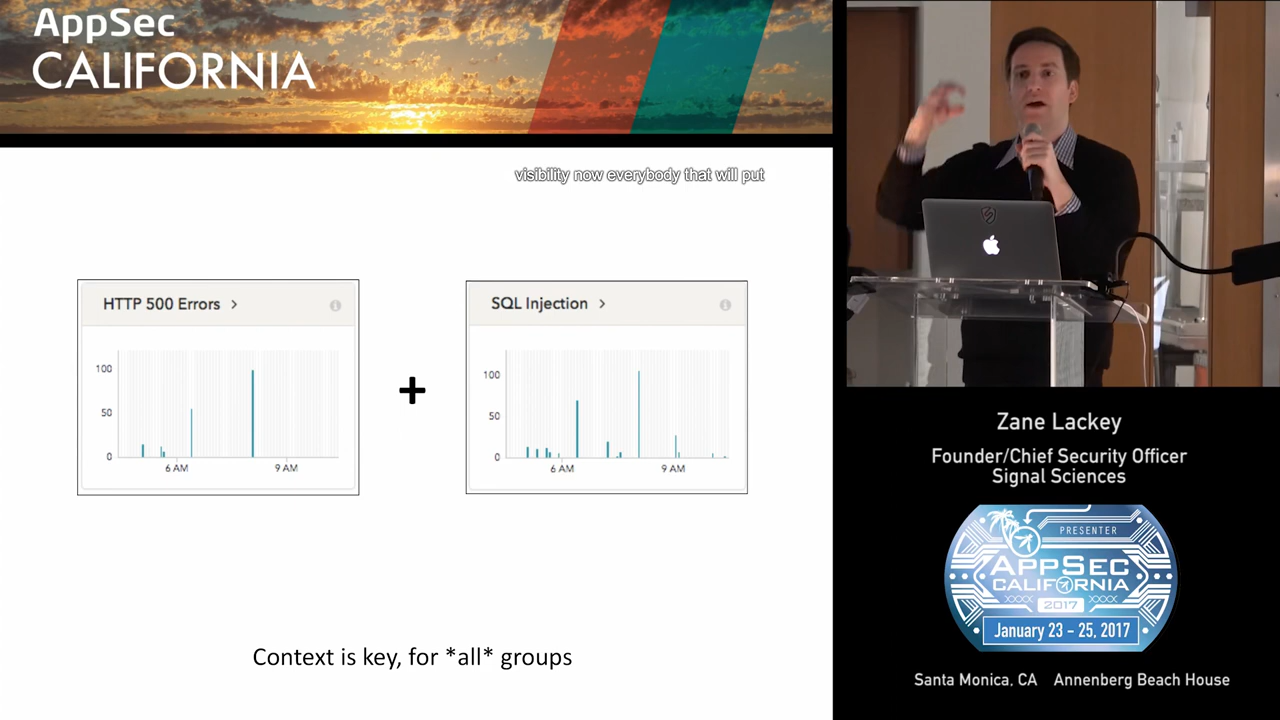 AppSec
CALIFORNIA
visibility now everybody that will put
HTTP 500 Errors >
100
50
0
6 AM
9 AM
+
SQL Injection >
100
50
0
6 AM
9 AM
Context is key, for *all* groups
Zane Lackey
Founder/Chief Security Officer
Signal Sciences
PRESENTER
APPSEC
CALIFORNIA
2017
January 23 - 25, 2017
Santa Monica, CA Annenberg Beach House